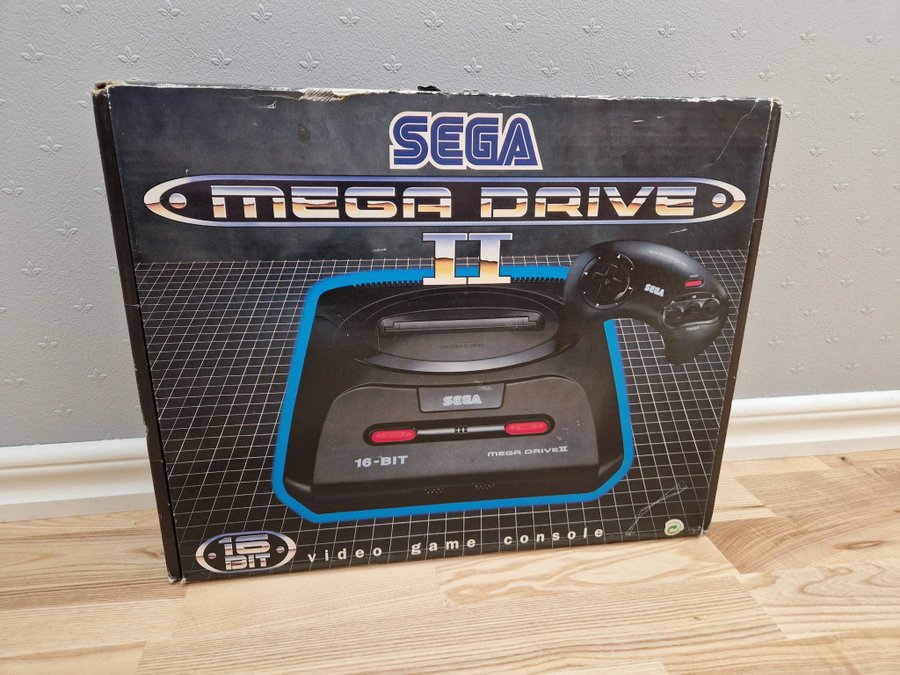 SEGA
MEGA DRIVE
II
SEGA
SEGA
16-BIT
MEGA DRIVE II
16
BIT
video game console